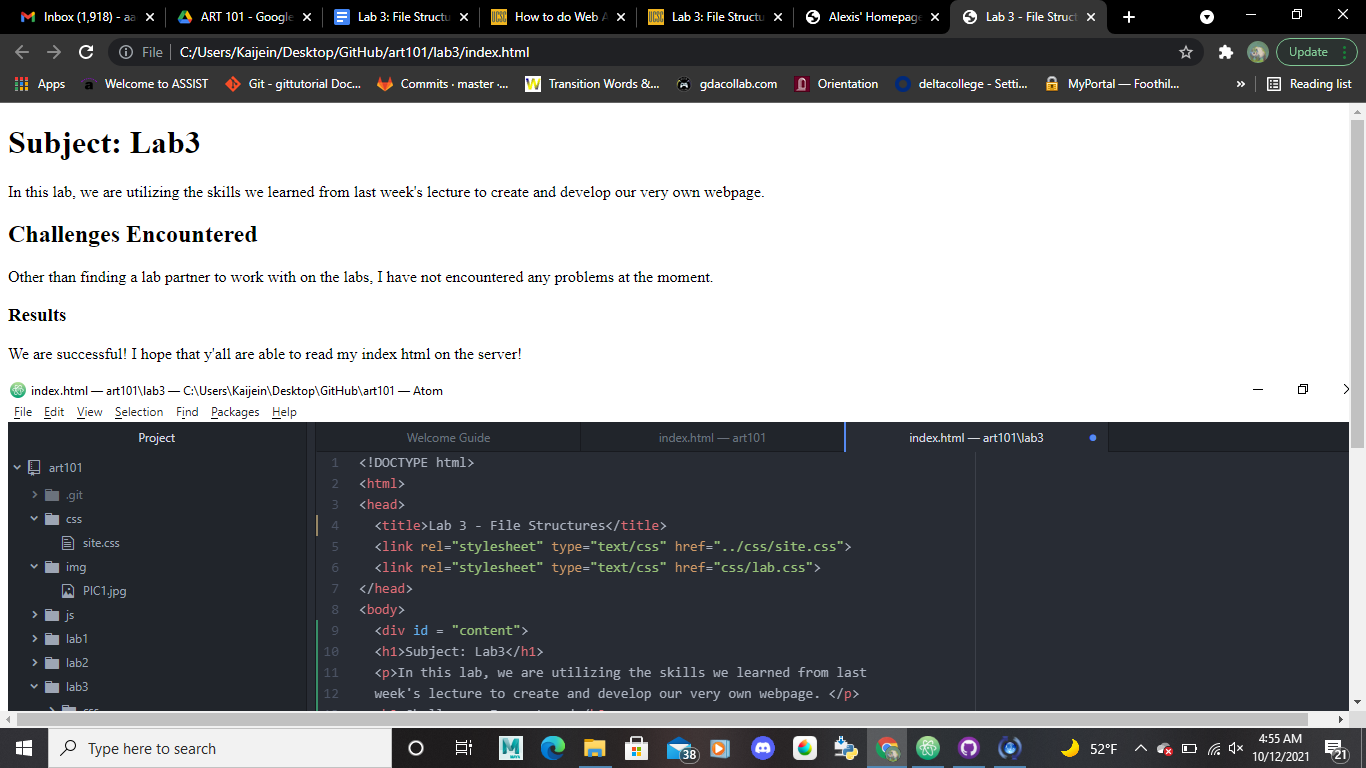 Inbox (1,918) - aa
ART 101 - Google
Lab 3: File Structu
How to do Web A
Lab 3: File Structu
Alexis' Homepage
Lab 3 - File Struct
File
C:/Users/Kaijein/Desktop/GitHub/art101/lab3/index.html
Update
Apps
Welcome to ASSIST
Git - gittutorial Doc...
Commits · master ·...
Transition Words &...
gdacollab.com
Orientation
deltacollege - Setti...
MyPortal — Foothil...
»
Reading list
Subject: Lab3
In this lab, we are utilizing the skills we learned from last week's lecture to create and develop our very own webpage.
Challenges Encountered
Other than finding a lab partner to work with on the labs, I have not encountered any problems at the moment.
Results
We are successful! I hope that y'all are able to read my index html on the server!
index.html — art101\lab3 — C:\Users\Kaijein\Desktop\GitHub\art101 — Atom
File Edit View Selection Find Packages Help
Project
Welcome Guide
index.html — art101
index.html — art101\lab3
art101
.git
css
site.css
img
PIC1.jpg
js
lab1
lab2
lab3
1 <!DOCTYPE html>
2 <html>
3 <head>
4 <title>Lab 3 - File Structures</title>
5 <link rel="stylesheet" type="text/css" href="../css/site.css">
6 <link rel="stylesheet" type="text/css" href="css/lab.css">
7 </head>
8 <body>
9 <div id = "content">
10 <h1>Subject: Lab3</h1>
11 <p>In this lab, we are utilizing the skills we learned from last
12 week's lecture to create and develop our very own webpage. </p>
Type here to search
38
52°F
4:55 AM
10/12/2021
21